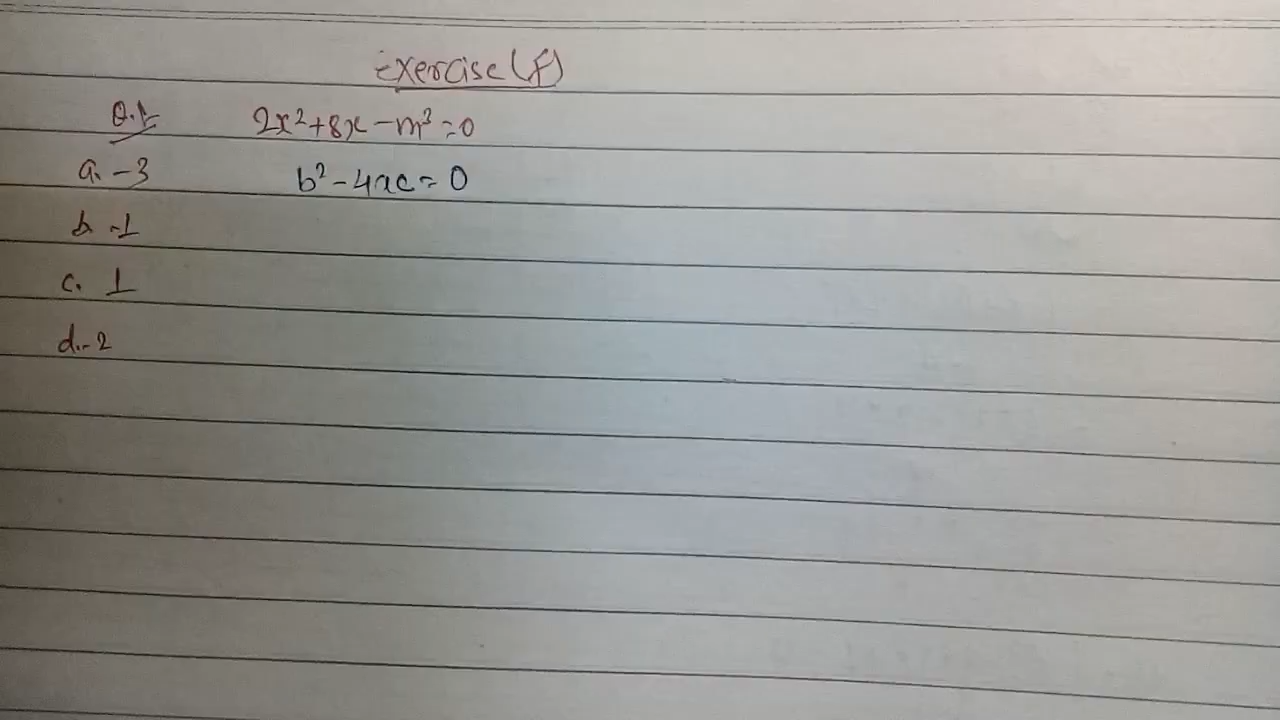 Exercise (F)
Q.1 2x²+8x-m³=0
a. -3 b²-4ac=0
b -1
c. 1
d. -2